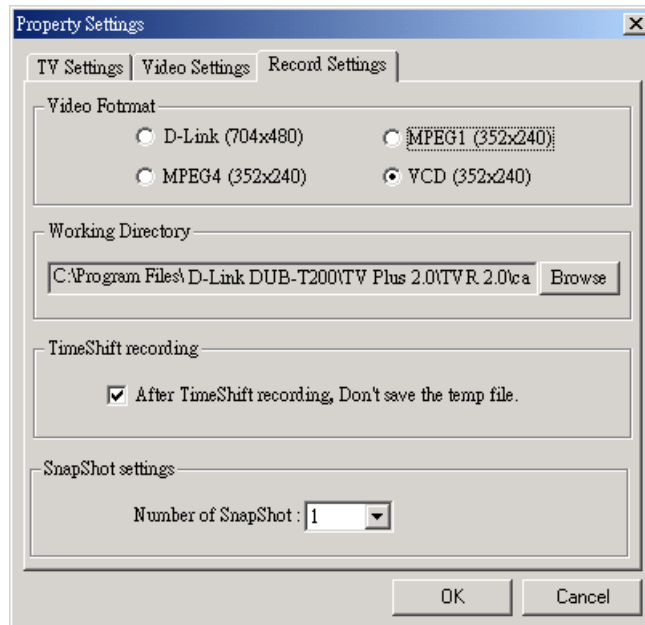 Property Settings
TV Settings Video Settings Record Settings
Video Fotrmat
D-Link (704x480) MPEG1 (352x240)
MPEG4 (352x240) VCD (352x240)
Working Directory
C:\Program Files\ D-Link DUB-T200\TV Plus 2.0\TVR 2.0\ca Browse
TimeShift recording
After TimeShift recording, Don't save the temp file.
SnapShot settings
Number of SnapShot : 1
OK Cancel